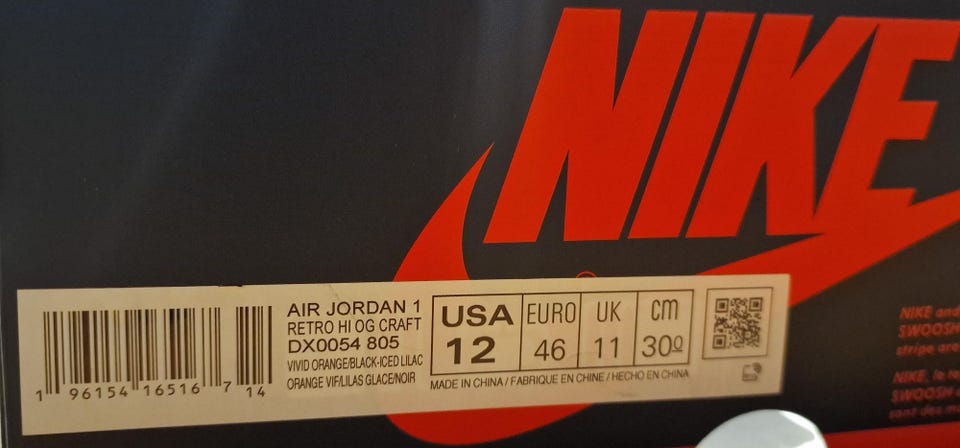 NIKE
AIR JORDAN 1
RETRO HI OG CRAFT
DX0054 805
VIVID ORANGE/BLACK-ICED LILAC
ORANGE VIF/LILAS GLACE/NOIR
1 96154 16516 7 14
USA EURO UK cm
12 46 11 30
MADE IN CHINA / FABRIQUE EN CHINE / HECHO EN CHINA
NIKE and
SWOOSH
stripe are
NIKE, le
SWOOSH
sont des